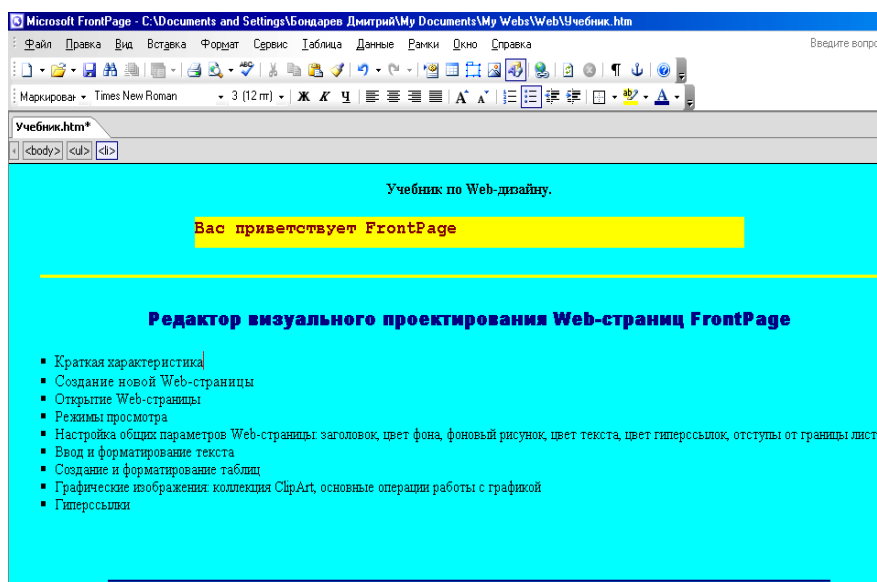 Microsoft FrontPage - C:\Documents and Settings\Бондарев Дмитрий\My Documents\My Webs\Web\Учебник.htm
Файл Правка Вид Вставка Формат Сервис Таблица Данные Рамки Окно Справка Введите вопро
Маркирован Times New Roman 3 (12 пт) Ж К Ч
Учебник.htm*
<body> <ul> <li>
Учебник по Web-дизайну.
Вас приветствует FrontPage
Редактор визуального проектирования Web-страниц FrontPage
▪ Краткая характеристика
▪ Создание новой Web-страницы
▪ Открытие Web-страницы
▪ Режимы просмотра
▪ Настройка общих параметров Web-страницы: заголовок, цвет фона, фоновый рисунок, цвет текста, цвет гиперссылок, отступы от границы лист
▪ Ввод и форматирование текста
▪ Создание и форматирование таблиц
▪ Графические изображения: коллекция ClipArt, основные операции работы с графикой
▪ Гиперссылки